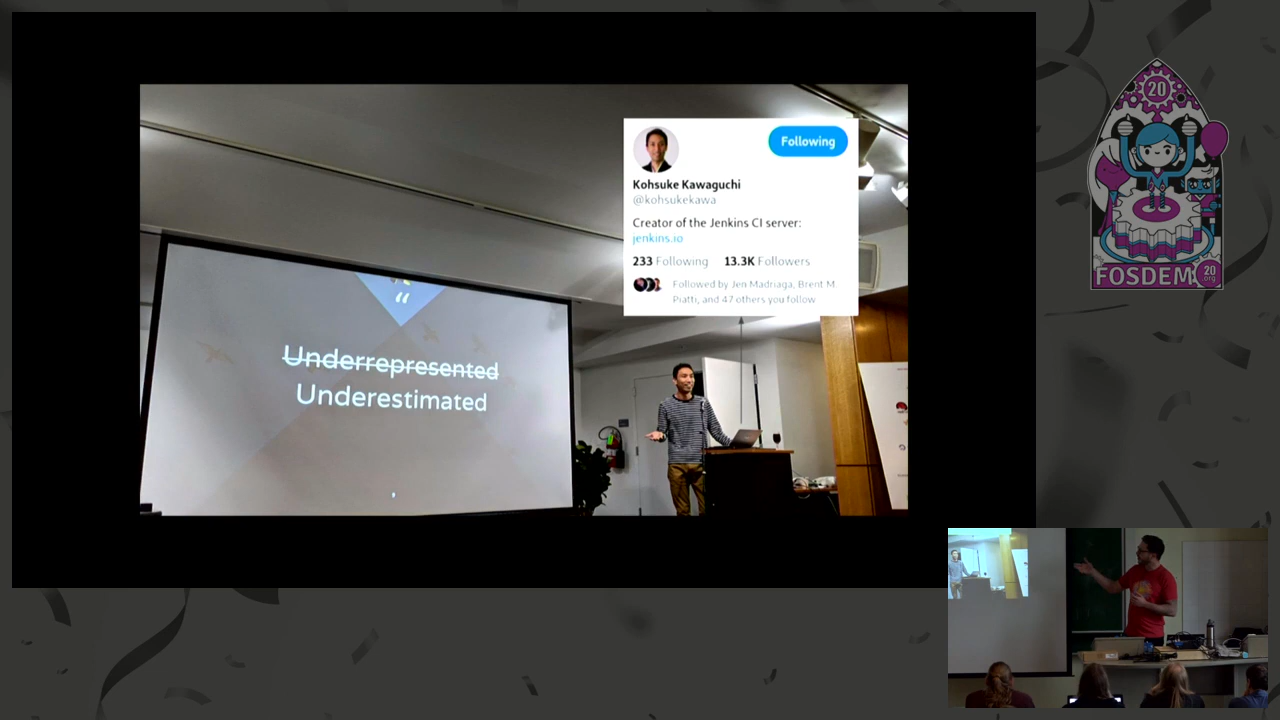 Following
Kohsuke Kawaguchi
@kohsukekawa
Creator of the Jenkins CI server:
jenkins.io
233 Following 13.3K Followers
Followed by Jen Madriaga, Brent M.
Piatti, and 47 others you follow
“
Underrepresented
Underestimated
20
FOSDEM
20
.org